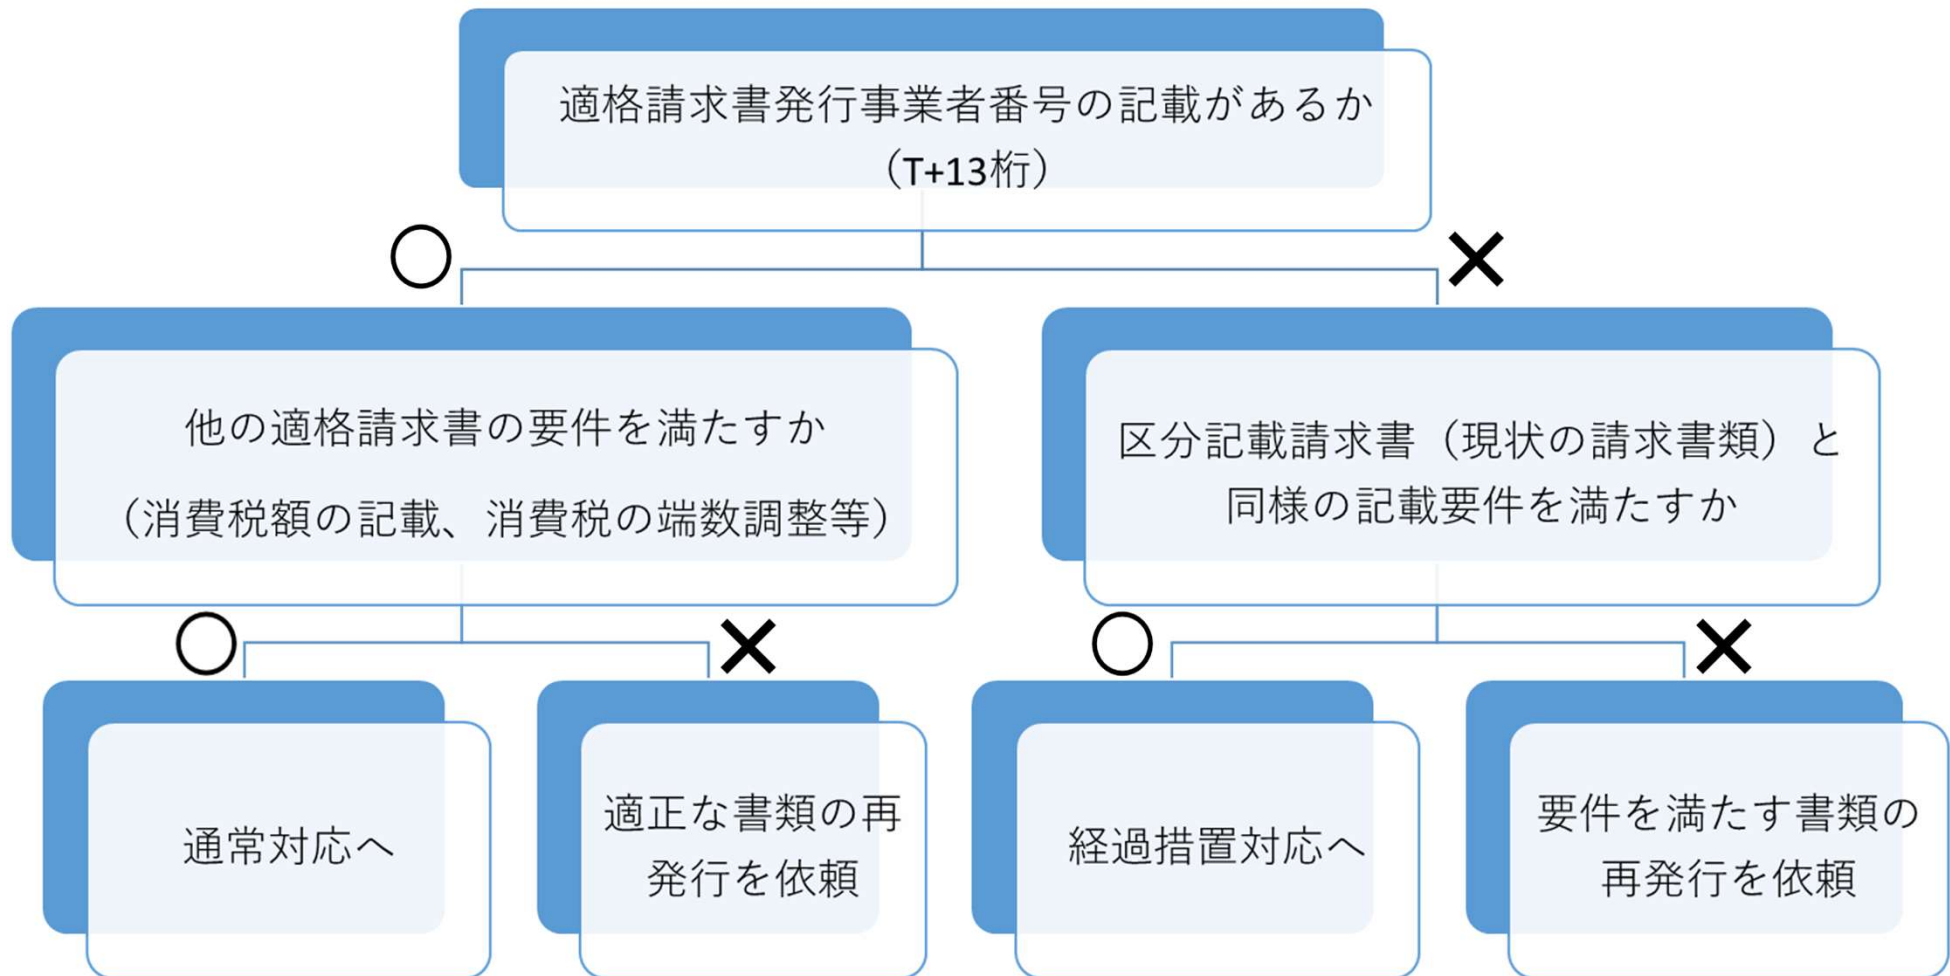 適格請求書発行事業者番号の記載があるか
（T+13桁）
○
×
他の適格請求書の要件を満たすか
（消費税額の記載、消費税の端数調整等）
区分記載請求書（現状の請求書類）と
同様の記載要件を満たすか
○
×
○
×
通常対応へ
適正な書類の再
発行を依頼
経過措置対応へ
要件を満たす書類の
再発行を依頼